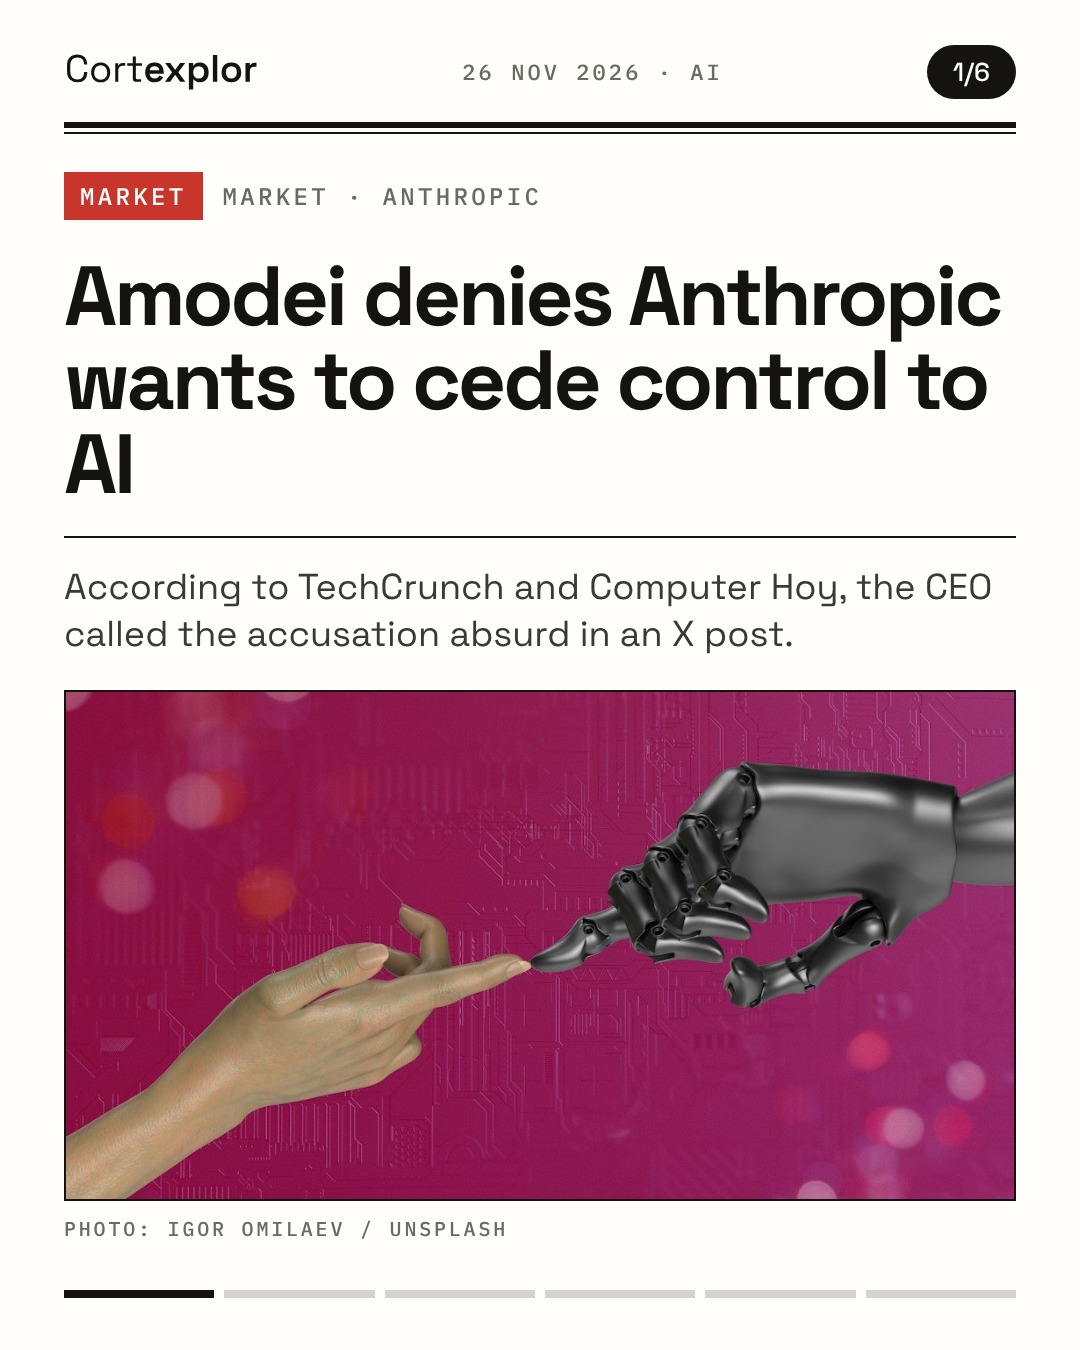 Cortexplor
26 NOV 2026 · AI
1/6
MARKET
MARKET · ANTHROPIC
Amodei denies Anthropic
wants to cede control to
AI
According to TechCrunch and Computer Hoy, the CEO
called the accusation absurd in an X post.
PHOTO: IGOR OMILAEV / UNSPLASH